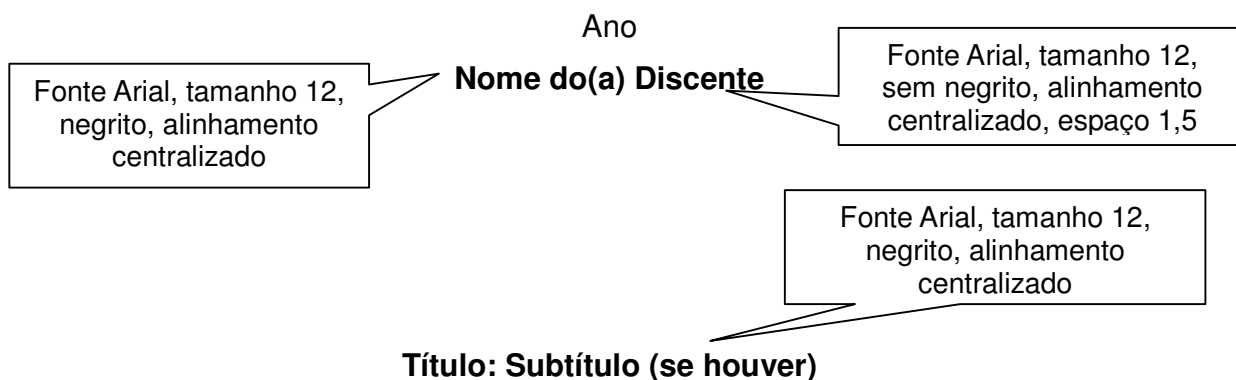 Ano
Fonte Arial, tamanho 12,
negrito, alinhamento
centralizado
Nome do(a) Discente
Fonte Arial, tamanho 12,
sem negrito, alinhamento
centralizado, espaço 1,5
Fonte Arial, tamanho 12,
negrito, alinhamento
centralizado
Título: Subtítulo (se houver)